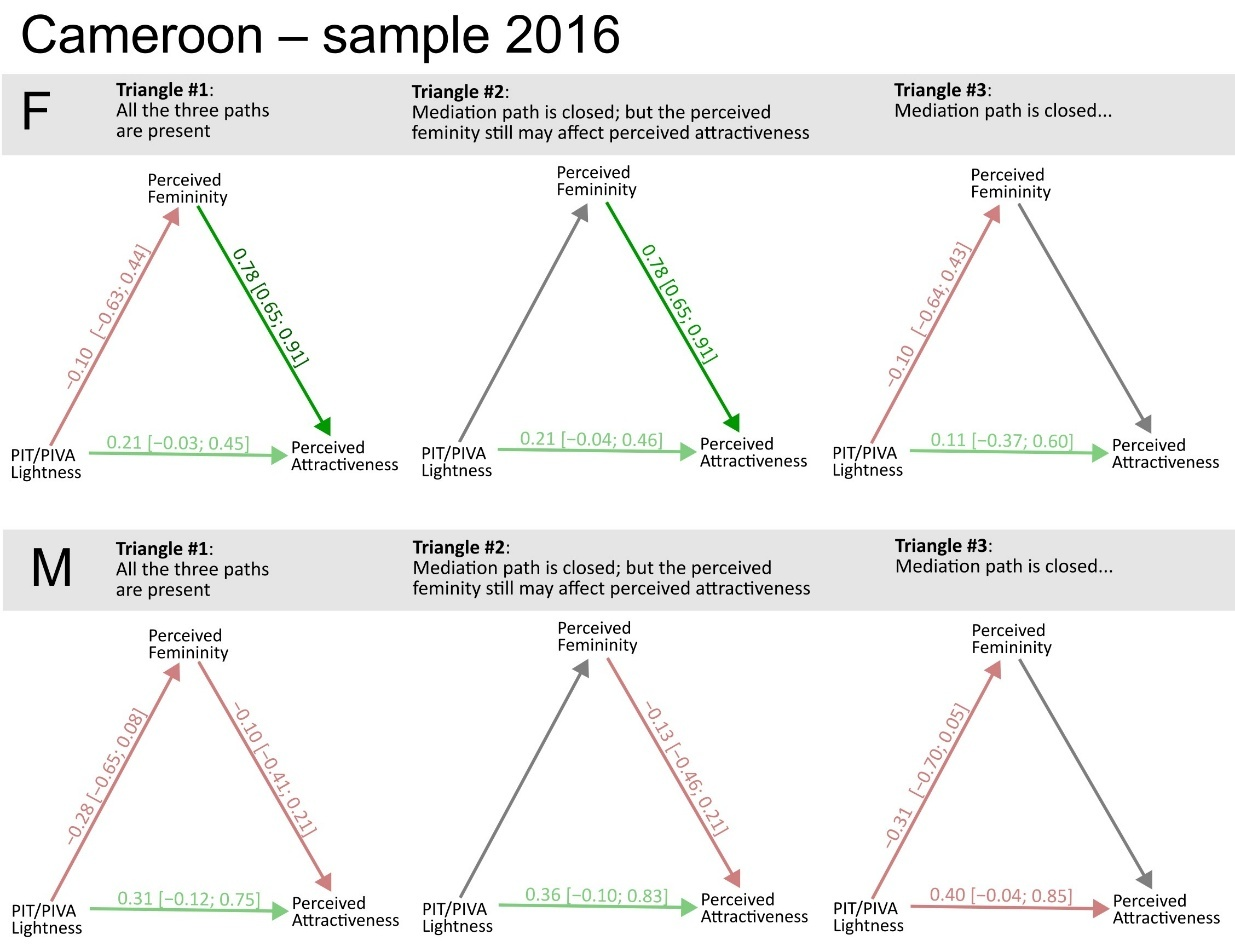 Cameroon – sample 2016
F
Triangle #1:
All the three paths
are present
Triangle #2:
Mediation path is closed; but the perceived
feminity still may affect perceived attractiveness
Triangle #3:
Mediation path is closed...
Perceived
Femininity
−0.10 [−0.63; 0.44]
0.78 [0.65; 0.91]
0.21 [−0.03; 0.45]
PIT/PIVA
Lightness
Perceived
Attractiveness
Perceived
Femininity
0.78 [0.65; 0.91]
0.21 [−0.04; 0.46]
PIT/PIVA
Lightness
Perceived
Attractiveness
Perceived
Femininity
−0.10 [−0.64; 0.43]
0.11 [−0.37; 0.60]
PIT/PIVA
Lightness
Perceived
Attractiveness
M
Triangle #1:
All the three paths
are present
Triangle #2:
Mediation path is closed; but the perceived
feminity still may affect perceived attractiveness
Triangle #3:
Mediation path is closed...
Perceived
Femininity
−0.28 [−0.65; 0.08]
−0.10 [−0.41; 0.21]
0.31 [−0.12; 0.75]
PIT/PIVA
Lightness
Perceived
Attractiveness
Perceived
Femininity
−0.13 [−0.46; 0.21]
0.36 [−0.10; 0.83]
PIT/PIVA
Lightness
Perceived
Attractiveness
Perceived
Femininity
−0.31 [−0.70; 0.05]
0.40 [−0.04; 0.85]
PIT/PIVA
Lightness
Perceived
Attractiveness